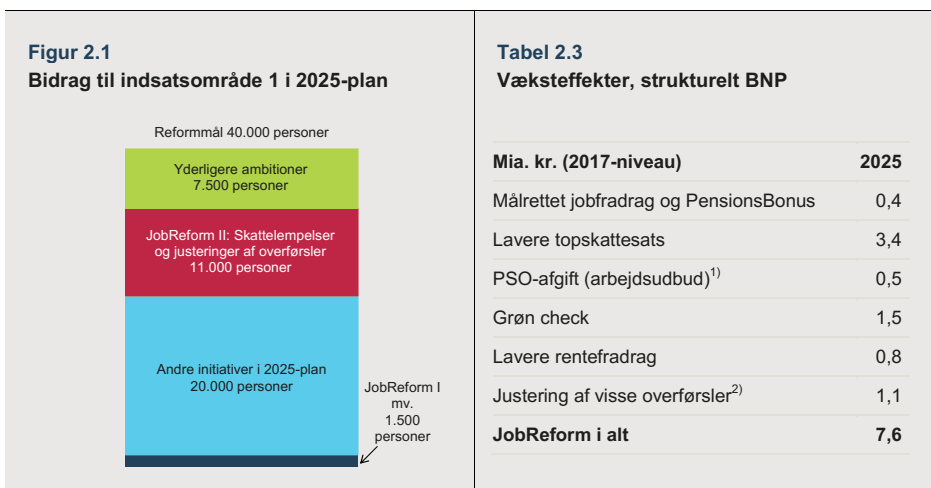 Figur 2.1
Bidrag til indsatsområde 1 i 2025-plan
Reformmål 40.000 personer
Yderligere ambitioner
7.500 personer
JobReform II: Skattelempelser
og justeringer af overførsler
11.000 personer
Andre initiativer i 2025-plan
20.000 personer
JobReform I
mv.
1.500
personer
Tabel 2.3
Væksteffekter, strukturelt BNP
Mia. kr. (2017-niveau) 2025
Målrettet jobfradrag og PensionsBonus 0,4
Lavere topskattesats 3,4
PSO-afgift (arbejdsudbud)1) 0,5
Grøn check 1,5
Lavere rentefradrag 0,8
Justering af visse overførsler2) 1,1
JobReform i alt 7,6